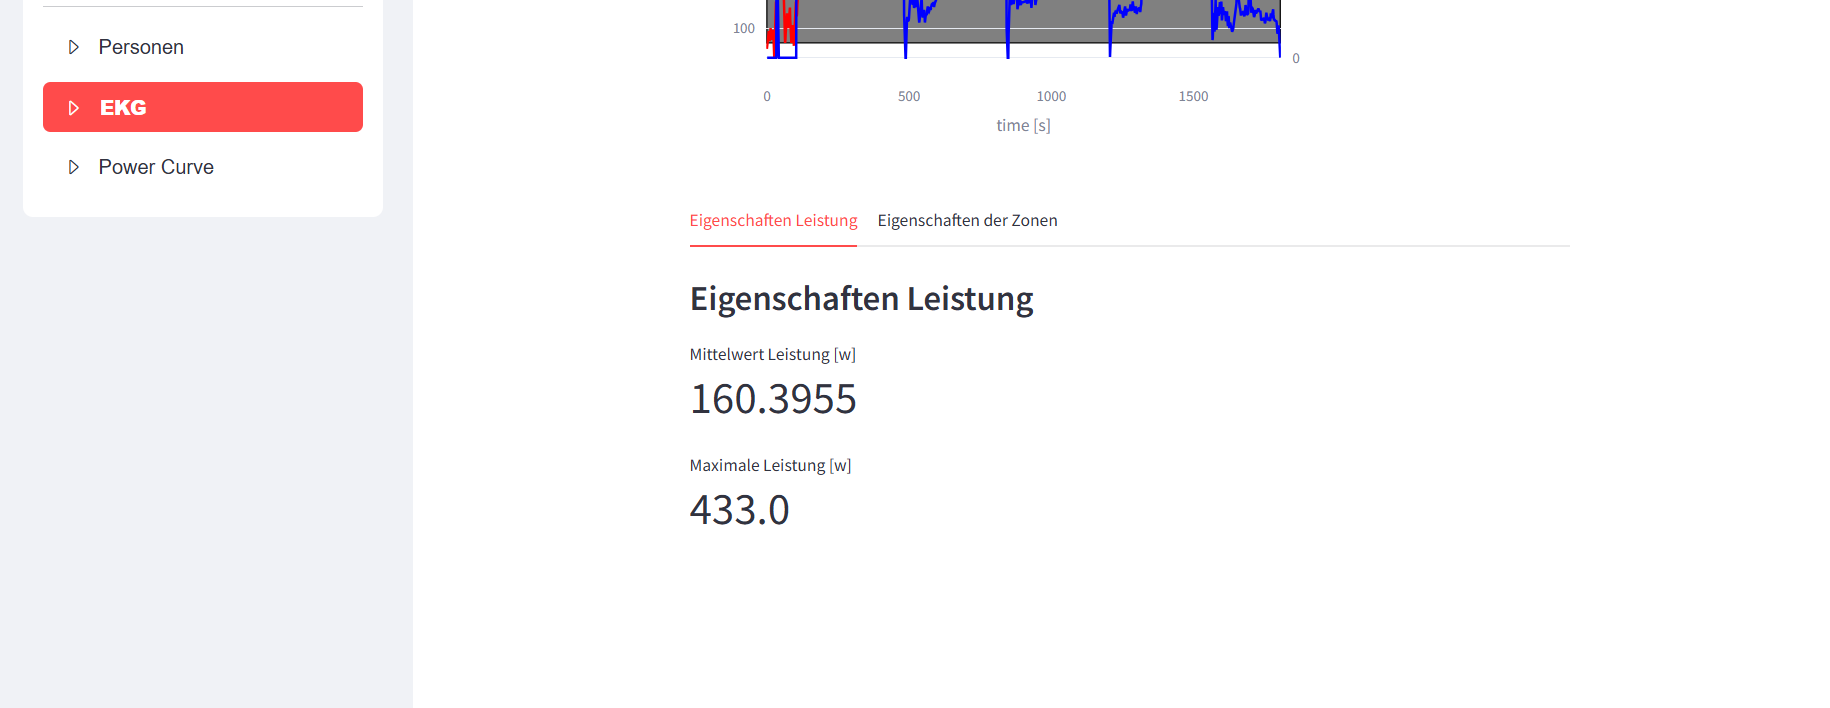 Personen
EKG
Power Curve
100
0
0 500 1000 1500
time [s]
Eigenschaften Leistung Eigenschaften der Zonen
Eigenschaften Leistung
Mittelwert Leistung [w]
160.3955
Maximale Leistung [w]
433.0